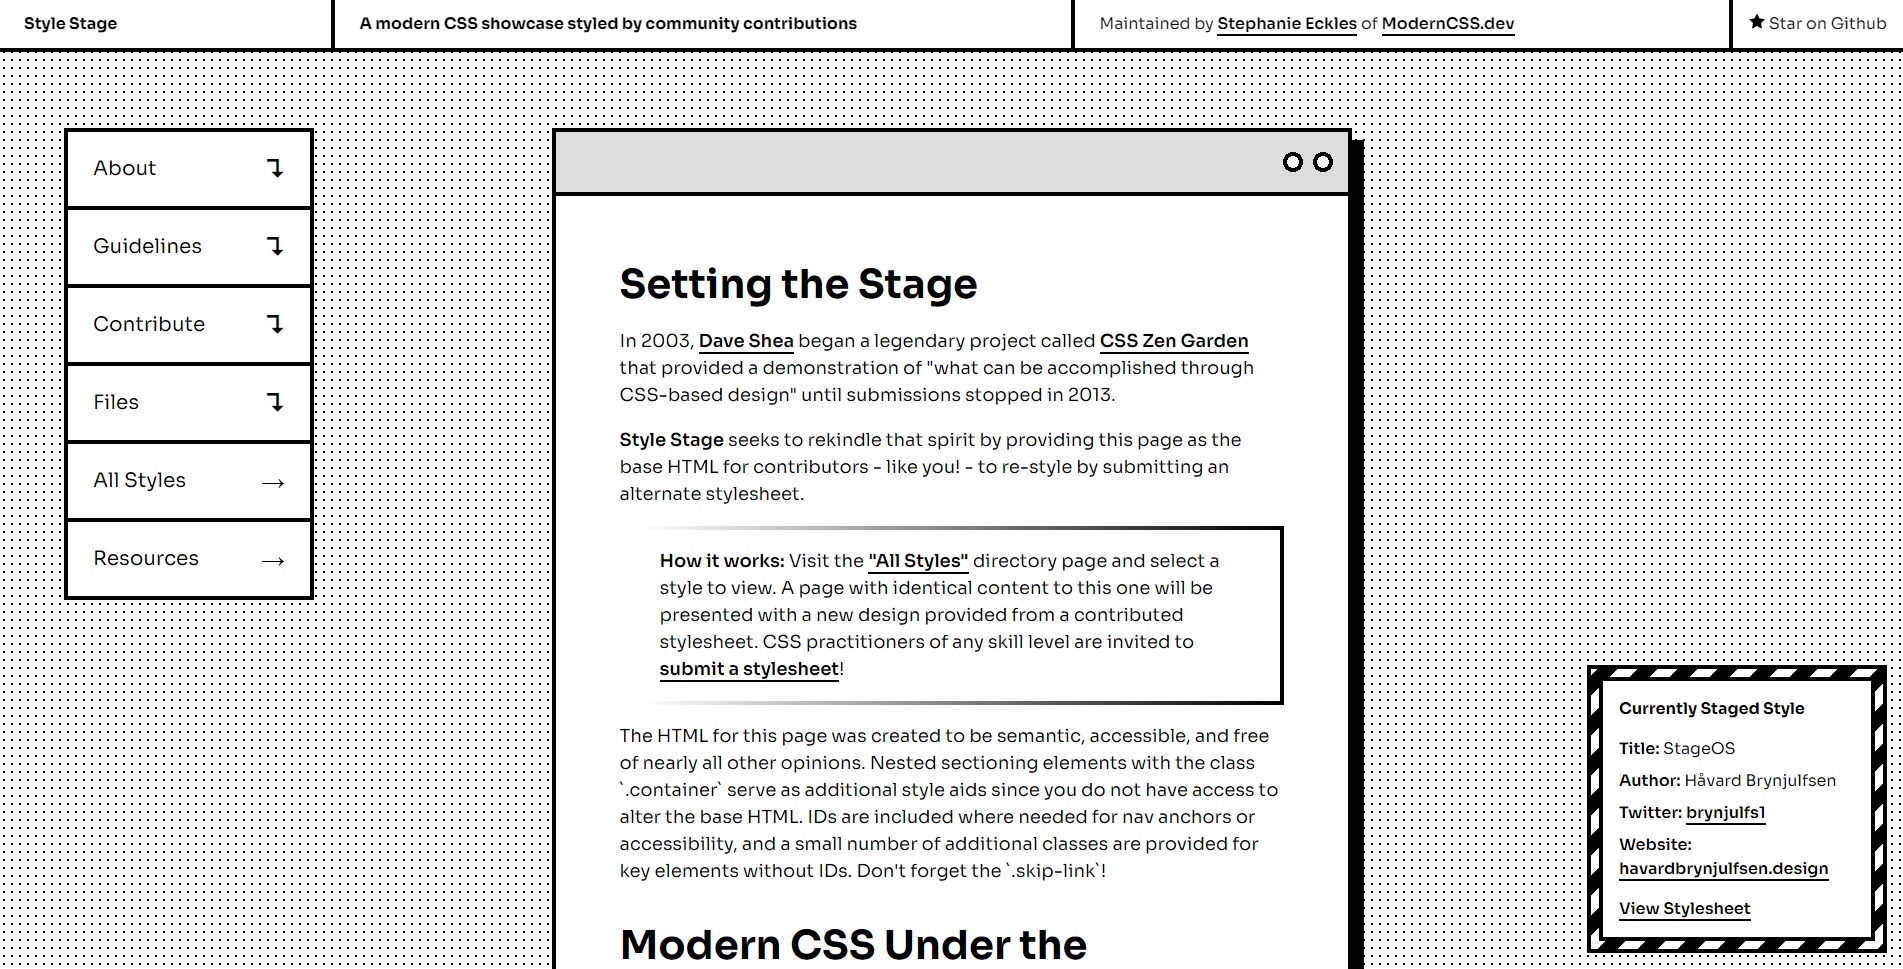 Style Stage
A modern CSS showcase styled by community contributions
Maintained by Stephanie Eckles of ModernCSS.dev
★ Star on Github
About ↴
Guidelines ↴
Contribute ↴
Files ↴
All Styles →
Resources →
Setting the Stage
In 2003, Dave Shea began a legendary project called CSS Zen Garden
that provided a demonstration of "what can be accomplished through
CSS-based design" until submissions stopped in 2013.
Style Stage seeks to rekindle that spirit by providing this page as the
base HTML for contributors - like you! - to re-style by submitting an
alternate stylesheet.
How it works: Visit the "All Styles" directory page and select a
style to view. A page with identical content to this one will be
presented with a new design provided from a contributed
stylesheet. CSS practitioners of any skill level are invited to
submit a stylesheet!
The HTML for this page was created to be semantic, accessible, and free
of nearly all other opinions. Nested sectioning elements with the class
`.container` serve as additional style aids since you do not have access to
alter the base HTML. IDs are included where needed for nav anchors or
accessibility, and a small number of additional classes are provided for
key elements without IDs. Don't forget the `.skip-link`!
Modern CSS Under the
Currently Staged Style
Title: StageOS
Author: Håvard Brynjulfsen
Twitter: brynjulfs1
Website:
havardbrynjulfsen.design
View Stylesheet